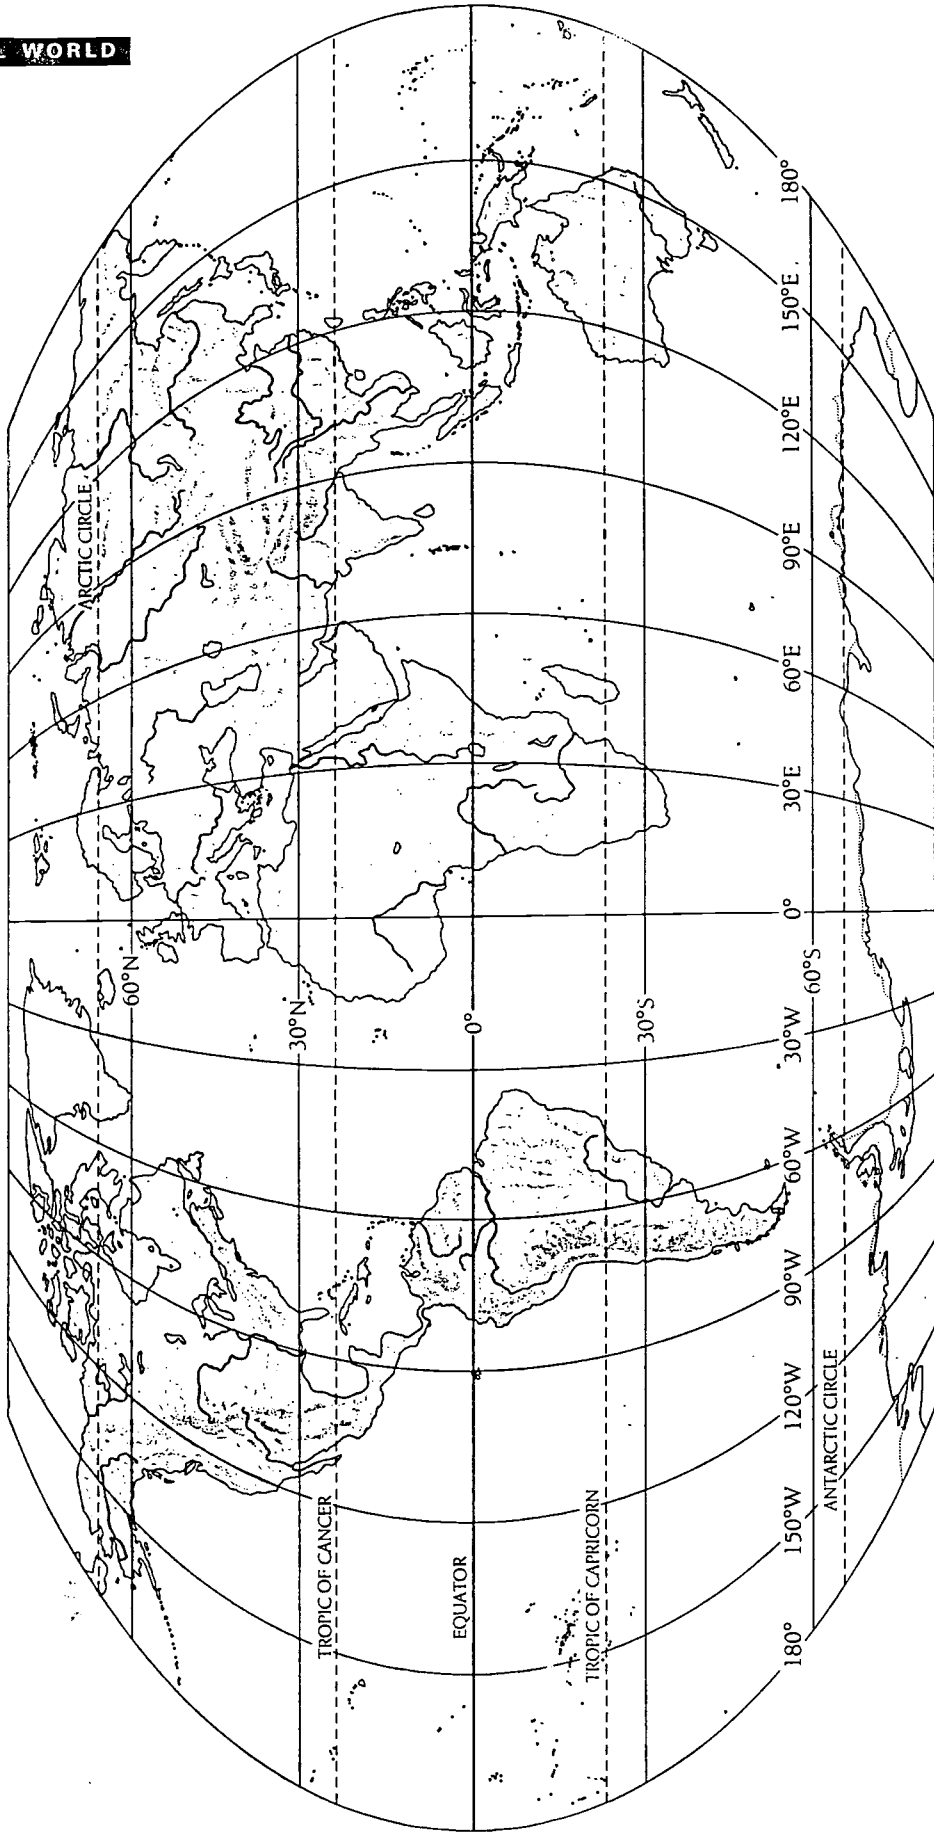 L WORLD
ARCTIC CIRCLE
60°N
30°N
TROPIC OF CANCER
0°
EQUATOR
TROPIC OF CAPRICORN
30°S
60°S
ANTARCTIC CIRCLE
180°
150°W
120°W
90°W
60°W
30°W
0°
30°E
60°E
90°E
120°E
150°E
180°